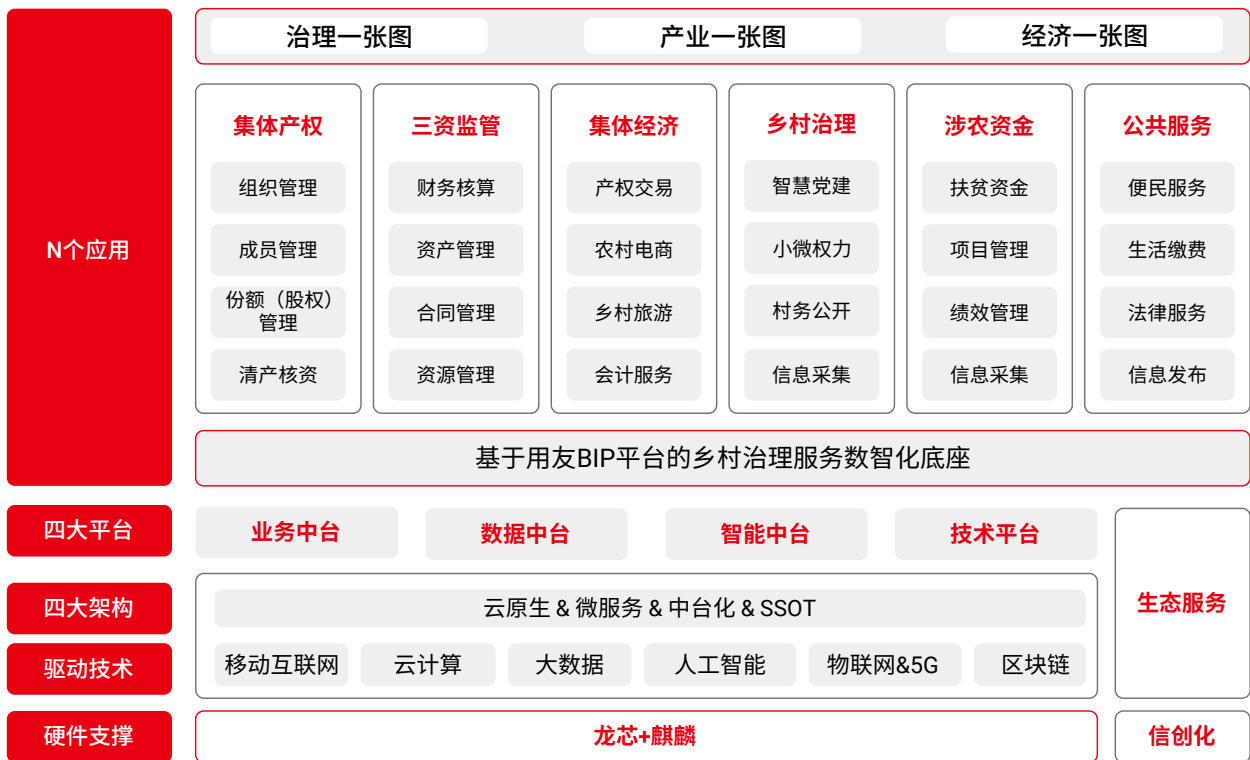 N个应用
治理一张图
产业一张图
经济一张图
集体产权
组织管理
成员管理
份额（股权）
管理
清产核资
三资监管
财务核算
资产管理
合同管理
资源管理
集体经济
产权交易
农村电商
乡村旅游
会计服务
乡村治理
智慧党建
小微权力
村务公开
信息采集
涉农资金
扶贫资金
项目管理
绩效管理
信息采集
公共服务
便民服务
生活缴费
法律服务
信息发布
基于用友BIP平台的乡村治理服务数智化底座
四大平台
业务中台
数据中台
智能中台
技术平台
生态服务
四大架构
云原生 & 微服务 & 中台化 & SSOT
驱动技术
移动互联网
云计算
大数据
人工智能
物联网&5G
区块链
硬件支撑
龙芯+麒麟
信创化